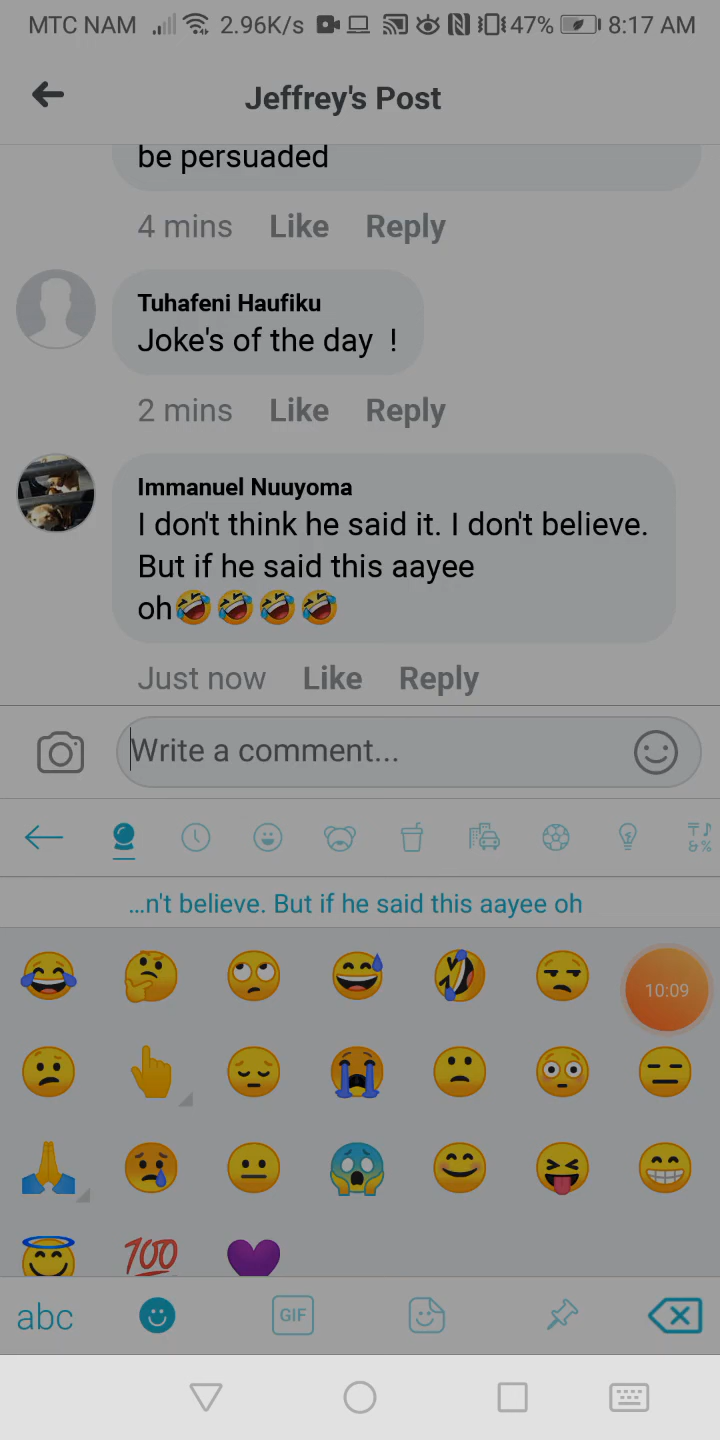 MTC NAM 2.96K/s 47% 8:17 AM
Jeffrey's Post
be persuaded
4 mins Like Reply
Tuhafeni Haufiku
Joke's of the day !
2 mins Like Reply
Immanuel Nuuyoma
I don't think he said it. I don't believe.
But if he said this aayee
oh🤣🤣🤣🤣
Just now Like Reply
Write a comment...
...n't believe. But if he said this aayee oh
10:09
100
abc GIF